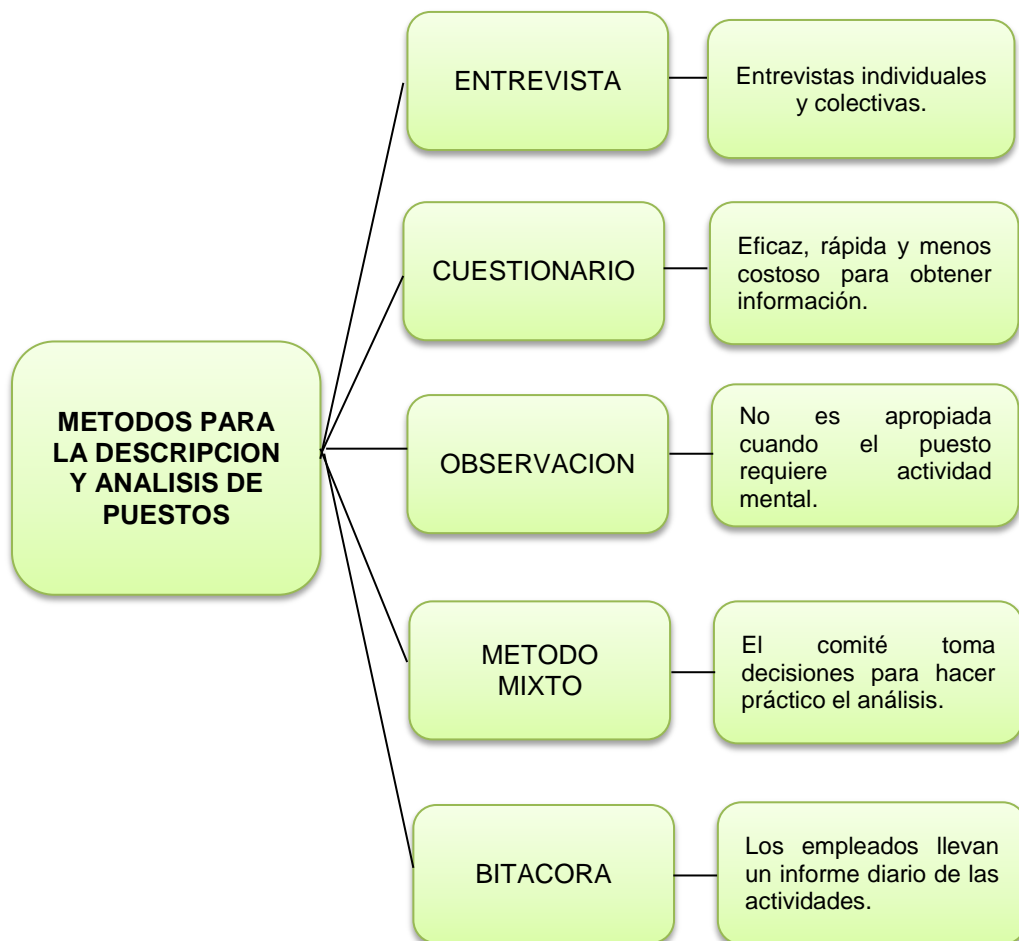 METODOS PARA
LA DESCRIPCION
Y ANALISIS DE
PUESTOS
ENTREVISTA
Entrevistas individuales
y colectivas.
CUESTIONARIO
Eficaz, rápida y menos
costoso para obtener
información.
OBSERVACION
No es apropiada
cuando el puesto
requiere actividad
mental.
METODO
MIXTO
El comité toma
decisiones para hacer
práctico el análisis.
BITACORA
Los empleados llevan
un informe diario de las
actividades.